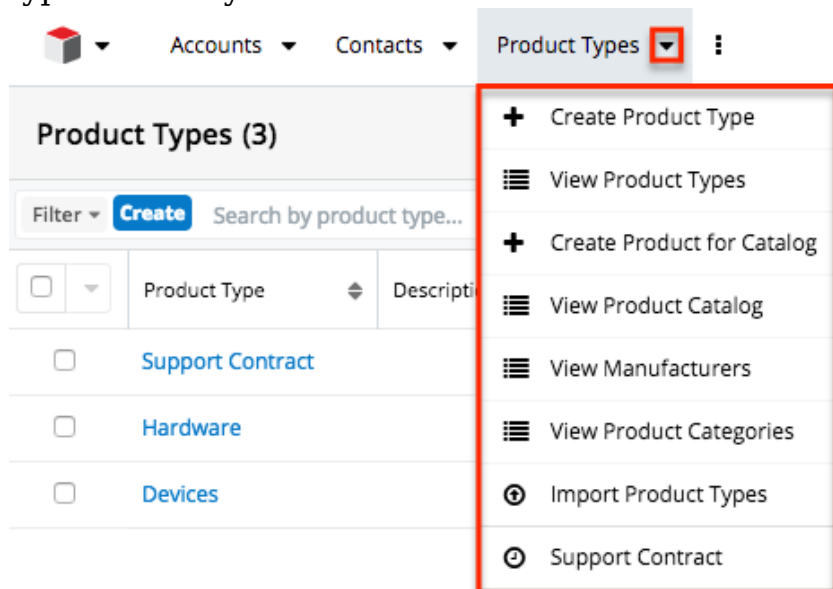 Accounts Contacts Product Types
Product Types (3)
Filter Create Search by product type...
Product Type
Support Contract
Hardware
Devices
Create Product Type
View Product Types
Create Product for Catalog
View Product Catalog
View Manufacturers
View Product Categories
Import Product Types
Support Contract